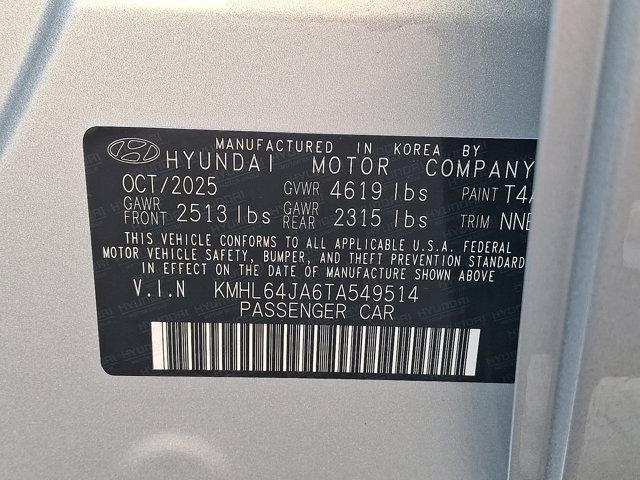 MANUFACTURED IN KOREA BY
HYUNDAI MOTOR COMPANY
OCT/2025 GVWR 4619 lbs PAINT
GAWR FRONT 2513 lbs GAWR REAR 2315 lbs TRIM
THIS VEHICLE CONFORMS TO ALL APPLICABLE U.S.A. FEDERAL
MOTOR VEHICLE SAFETY, BUMPER, AND THEFT PREVENTION STANDARD
IN EFFECT ON THE DATE OF MANUFACTURE SHOWN ABOVE
V.I.N KMHL64JA6TA549514
PASSENGER CAR